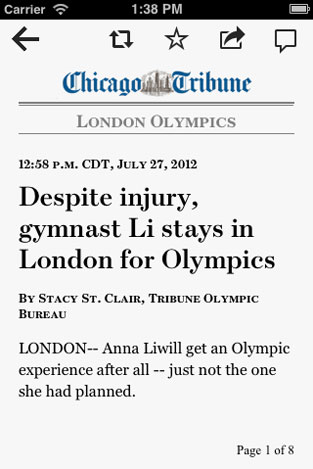 Carrier 1:38 PM
Chicago Tribune
London Olympics
12:58 p.m. CDT, July 27, 2012
Despite injury,
gymnast Li stays in
London for Olympics
By Stacy St. Clair, Tribune Olympic
Bureau
LONDON-- Anna Liwill get an Olympic
experience after all -- just not the one
she had planned.
Page 1 of 8